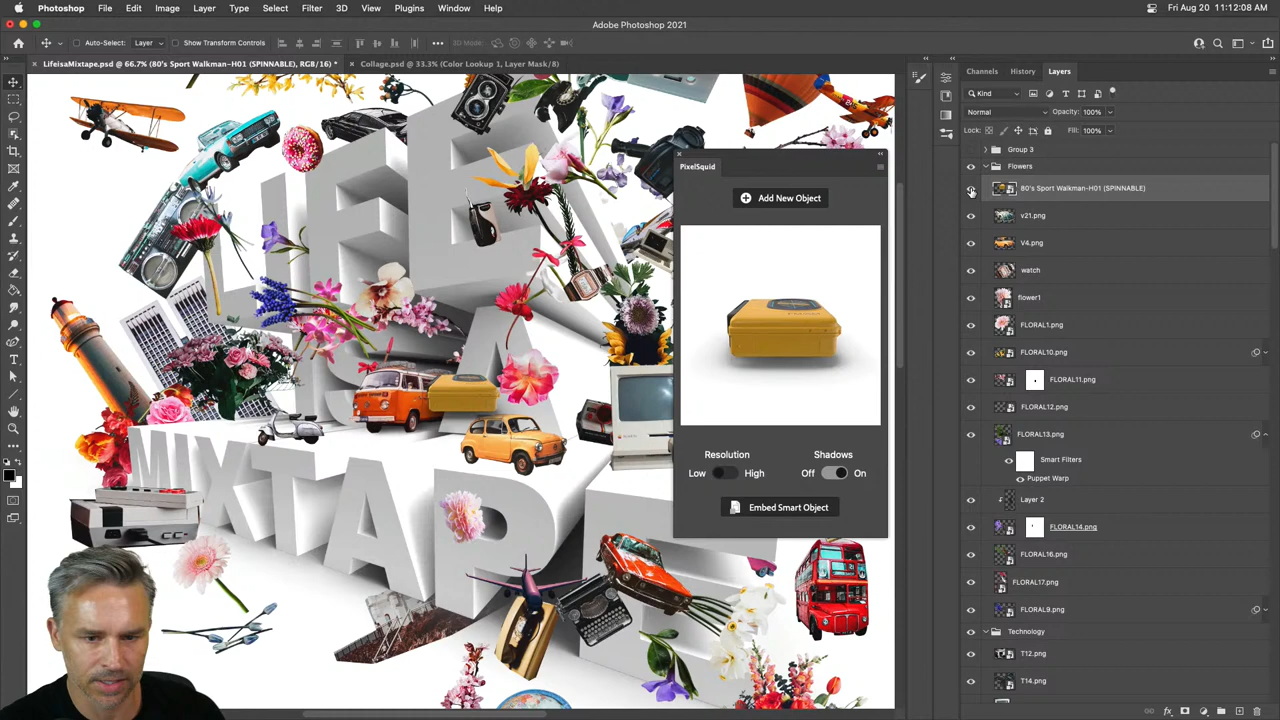 Photoshop File Edit Image Layer Type Select Filter 3D View Plugins Window Help Fri Aug 20 11:12:08 AM
Adobe Photoshop 2021
Auto-Select: Layer Show Transform Controls 3D Mode:
LifeisaMixtape.psd @ 66.7% (80's Sport Walkman-H01 (SPINNABLE), RGB/16) *
Collage.psd @ 33.3% (Color Lookup 1, Layer Mask/8)
Channels History Layers
Kind
Normal Opacity: 100%
Lock: Fill: 100%
Group 3
Flowers
80's Sport Walkman-H01 (SPINNABLE)
v21.png
V4.png
watch
flower1
FLORAL1.png
FLORAL10.png
FLORAL11.png
FLORAL12.png
FLORAL13.png
Smart Filters
Puppet Warp
Layer 2
FLORAL14.png
FLORAL16.png
FLORAL17.png
FLORAL9.png
Technology
T12.png
T14.png
PixelSquid
Add New Object
Resolution Shadows
Low High Off On
Embed Smart Object
LIFE
IS A
MIXTAPE